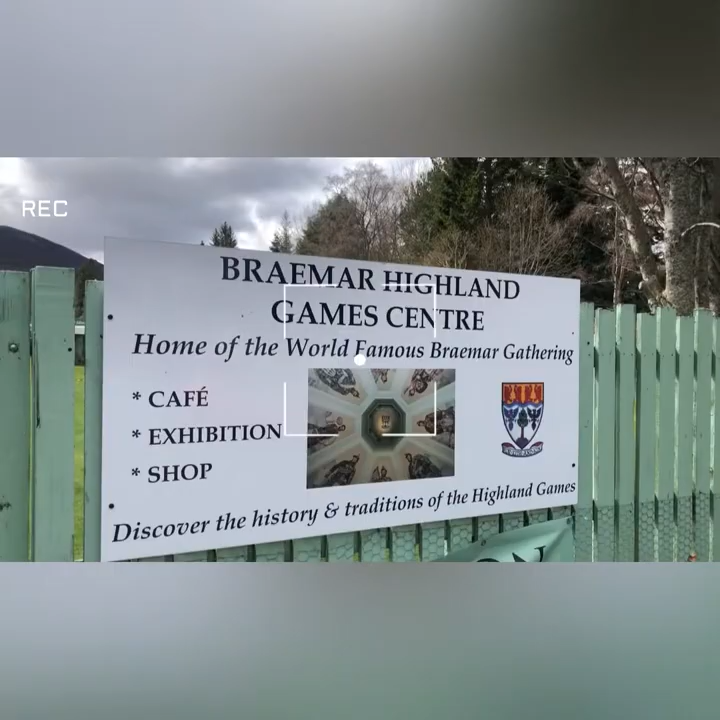 REC
BRAEMAR HIGHLAND
GAMES CENTRE
Home of the World Famous Braemar Gathering
* CAFÉ
* EXHIBITION
* SHOP
Discover the history & traditions of the Highland Games